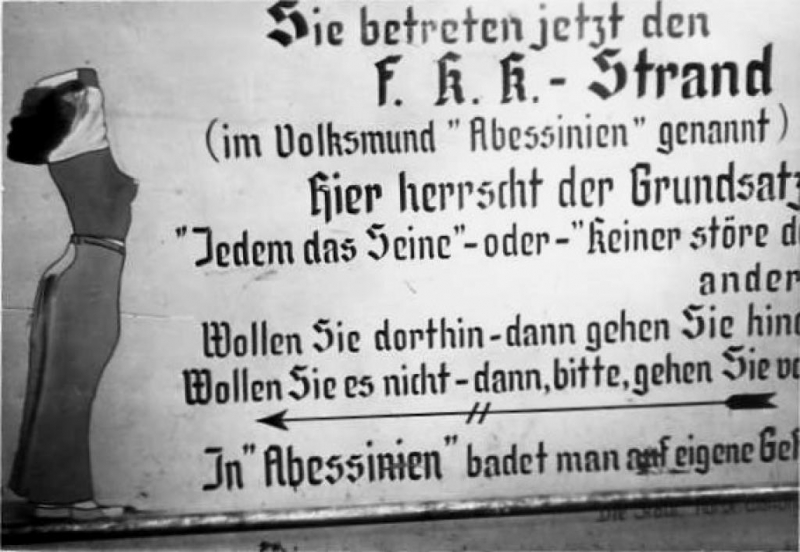 Sie betreten jetzt den
F. K. K.- Strand
(im Volksmund "Abessinien" genannt)
Hier herrscht der Grundsatz
"Jedem das Seine"-oder-"Keiner störe d
ander
Wollen Sie dorthin-dann gehen Sie hin
Wollen Sie es nicht-dann, bitte, gehen Sie
In "Abessinien" badet man auf eigene